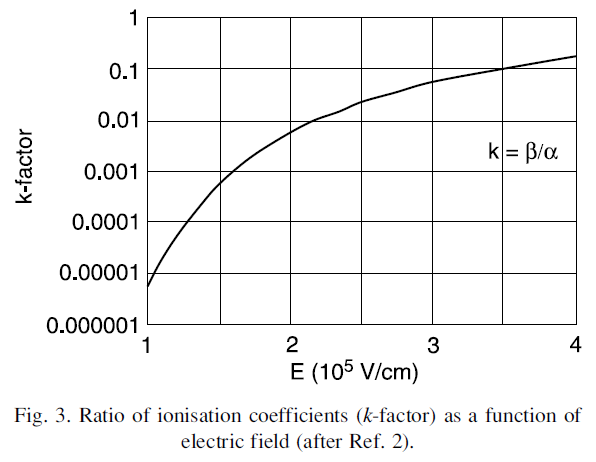 1
0.1
0.01
0.001
0.0001
0.00001
0.000001
k-factor
k = β/α
1 2 3 4
E (10⁵ V/cm)
Fig. 3. Ratio of ionisation coefficients (k-factor) as a function of
electric field (after Ref. 2).